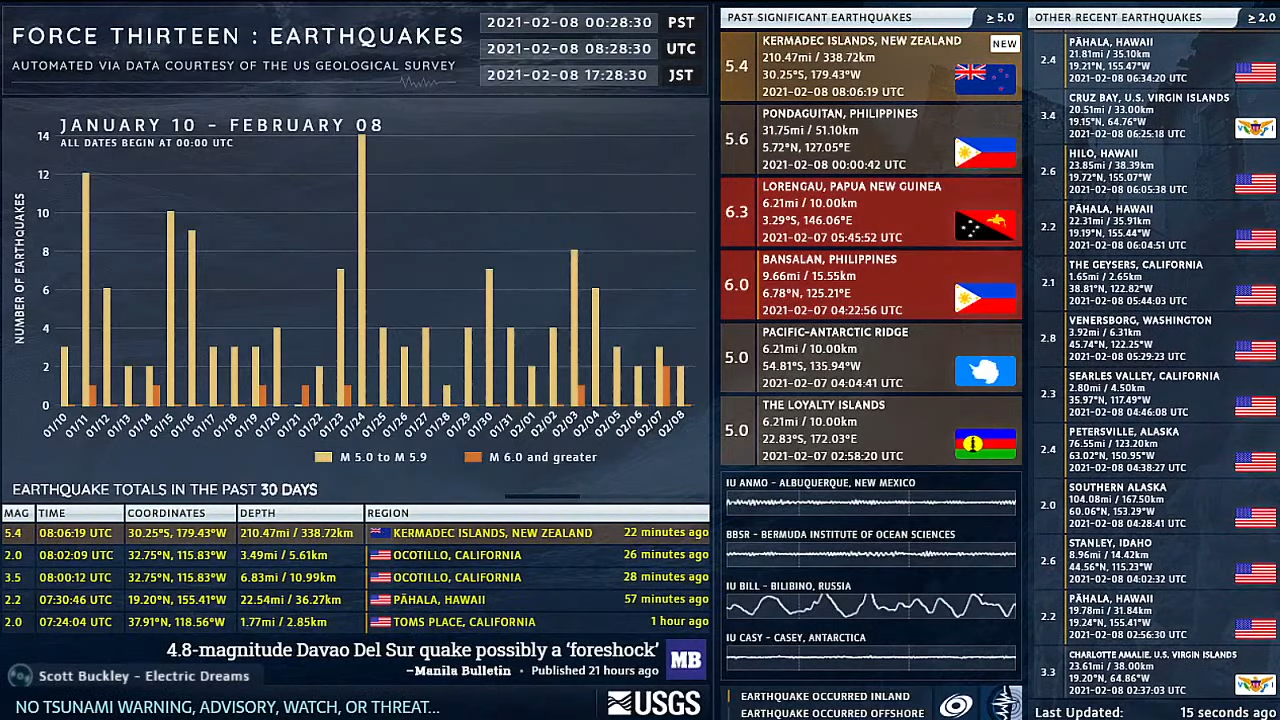 FORCE THIRTEEN : EARTHQUAKES
AUTOMATED VIA DATA COURTESY OF THE US GEOLOGICAL SURVEY
2021-02-08 00:28:30 PST
2021-02-08 08:28:30 UTC
2021-02-08 17:28:30 JST
JANUARY 10 - FEBRUARY 08
ALL DATES BEGIN AT 00:00 UTC
NUMBER OF EARTHQUAKES
14
12
10
8
6
4
2
0
01/10 01/11 01/12 01/13 01/14 01/15 01/16 01/17 01/18 01/19 01/20 01/21 01/22 01/23 01/24 01/25 01/26 01/27 01/28 01/29 01/30 01/31 02/01 02/02 02/03 02/04 02/05 02/06 02/07 02/08
M 5.0 to M 5.9 M 6.0 and greater
EARTHQUAKE TOTALS IN THE PAST 30 DAYS
MAG TIME COORDINATES DEPTH REGION
5.4 08:06:19 UTC 30.25°S, 179.43°W 210.47mi / 338.72km KERMADEC ISLANDS, NEW ZEALAND 22 minutes ago
2.0 08:02:09 UTC 32.75°N, 115.83°W 3.49mi / 5.61km OCOTILLO, CALIFORNIA 26 minutes ago
3.5 08:00:12 UTC 32.75°N, 115.83°W 6.83mi / 10.99km OCOTILLO, CALIFORNIA 28 minutes ago
2.2 07:30:46 UTC 19.20°N, 155.41°W 22.54mi / 36.27km PĀHALA, HAWAII 57 minutes ago
2.0 07:24:04 UTC 37.91°N, 118.56°W 1.77mi / 2.85km TOMS PLACE, CALIFORNIA 1 hour ago
4.8-magnitude Davao Del Sur quake possibly a 'foreshock'
–Manila Bulletin • Published 21 hours ago
MB
Scott Buckley - Electric Dreams
NO TSUNAMI WARNING, ADVISORY, WATCH, OR THREAT...
USGS
PAST SIGNIFICANT EARTHQUAKES ≥ 5.0
5.4
KERMADEC ISLANDS, NEW ZEALAND
NEW
210.47mi / 338.72km
30.25°S, 179.43°W
2021-02-08 08:06:19 UTC
5.6
PONDAGUITAN, PHILIPPINES
31.75mi / 51.10km
5.72°N, 127.05°E
2021-02-08 00:00:42 UTC
6.3
LORENGAU, PAPUA NEW GUINEA
6.21mi / 10.00km
3.29°S, 146.06°E
2021-02-07 05:45:52 UTC
6.0
BANSALAN, PHILIPPINES
9.66mi / 15.55km
6.78°N, 125.21°E
2021-02-07 04:22:56 UTC
5.0
PACIFIC-ANTARCTIC RIDGE
6.21mi / 10.00km
54.81°S, 135.94°W
2021-02-07 04:04:41 UTC
5.0
THE LOYALTY ISLANDS
6.21mi / 10.00km
22.83°S, 172.03°E
2021-02-07 02:58:20 UTC
IU ANMO - ALBUQUERQUE, NEW MEXICO
BBSR - BERMUDA INSTITUTE OF OCEAN SCIENCES
IU BILL - BILIBINO, RUSSIA
IU CASY - CASEY, ANTARCTICA
EARTHQUAKE OCCURRED INLAND
EARTHQUAKE OCCURRED OFFSHORE
OTHER RECENT EARTHQUAKES ≥ 2.0
2.4
PĀHALA, HAWAII
21.81mi / 35.10km
19.21°N, 155.47°W
2021-02-08 06:34:20 UTC
3.4
CRUZ BAY, U.S. VIRGIN ISLANDS
20.51mi / 33.00km
19.15°N, 64.76°W
2021-02-08 06:25:18 UTC
2.6
HILO, HAWAII
23.85mi / 38.39km
19.72°N, 155.07°W
2021-02-08 06:05:38 UTC
2.2
PĀHALA, HAWAII
22.31mi / 35.91km
19.19°N, 155.44°W
2021-02-08 06:04:51 UTC
2.1
THE GEYSERS, CALIFORNIA
1.65mi / 2.65km
38.81°N, 122.82°W
2021-02-08 05:44:03 UTC
2.8
VENERSBORG, WASHINGTON
3.92mi / 6.31km
45.74°N, 122.25°W
2021-02-08 05:29:23 UTC
2.3
SEARLES VALLEY, CALIFORNIA
2.80mi / 4.50km
35.97°N, 117.49°W
2021-02-08 04:46:08 UTC
2.4
PETERSVILLE, ALASKA
76.55mi / 123.20km
63.02°N, 150.95°W
2021-02-08 04:38:27 UTC
2.0
SOUTHERN ALASKA
104.08mi / 167.50km
60.06°N, 153.29°W
2021-02-08 04:28:41 UTC
2.6
STANLEY, IDAHO
8.96mi / 14.42km
44.56°N, 115.23°W
2021-02-08 04:02:32 UTC
2.2
PĀHALA, HAWAII
19.78mi / 31.84km
19.24°N, 155.41°W
2021-02-08 02:56:30 UTC
3.3
CHARLOTTE AMALIE, U.S. VIRGIN ISLANDS
23.61mi / 38.00km
19.20°N, 64.86°W
2021-02-08 02:37:03 UTC
Last Updated: 15 seconds ago